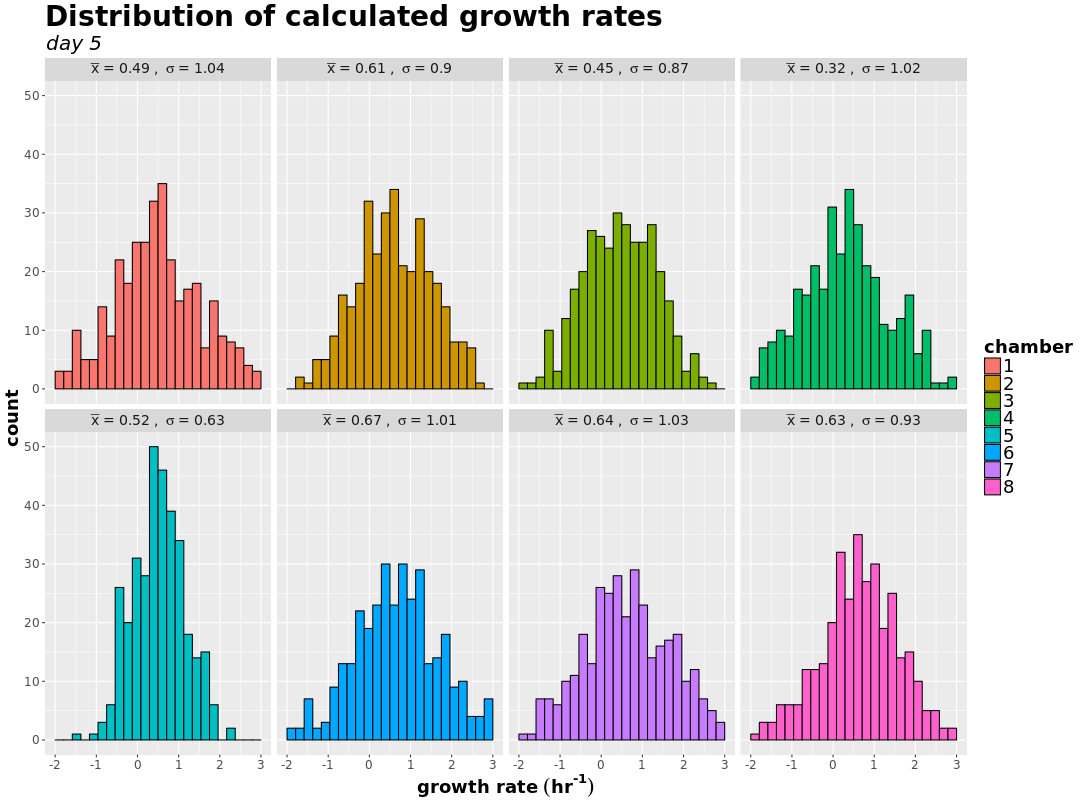 Distribution of calculated growth rates
day 5
x̅ = 0.49 , σ = 1.04
x̅ = 0.61 , σ = 0.9
x̅ = 0.45 , σ = 0.87
x̅ = 0.32 , σ = 1.02
50
40
30
20
10
0
x̅ = 0.52 , σ = 0.63
x̅ = 0.67 , σ = 1.01
x̅ = 0.64 , σ = 1.03
x̅ = 0.63 , σ = 0.93
50
40
30
20
10
0
-2 -1 0 1 2 3
-2 -1 0 1 2 3
-2 -1 0 1 2 3
-2 -1 0 1 2 3
count
growth rate (hr⁻¹)
chamber
1
2
3
4
5
6
7
8